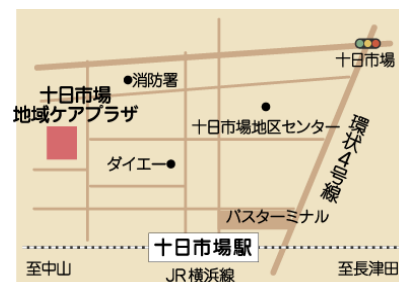 十日市場
消防署
十日市場
地域ケアプラザ
十日市場地区センター
環状4号線
ダイエー
バスターミナル
十日市場駅
至中山
JR横浜線
至長津田